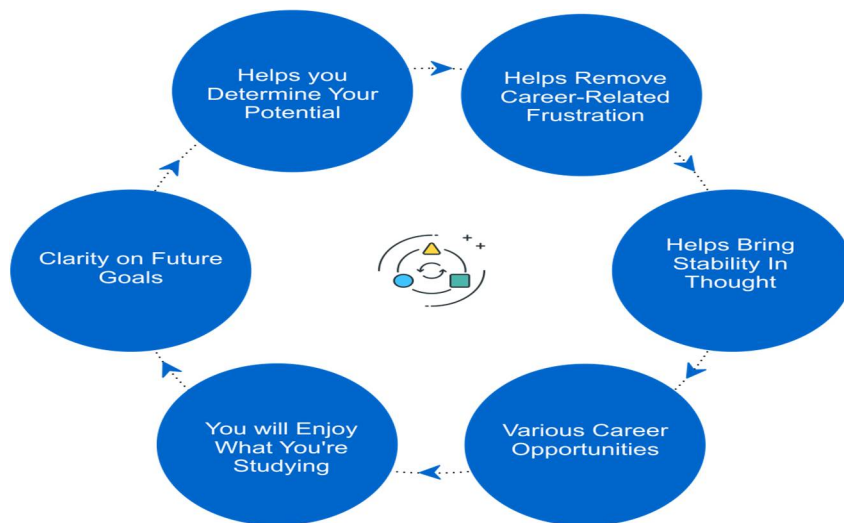 Helps you
Determine Your
Potential
Helps Remove
Career-Related
Frustration
Helps Bring
Stability In
Thought
Various Career
Opportunities
You will Enjoy
What You're
Studying
Clarity on Future
Goals